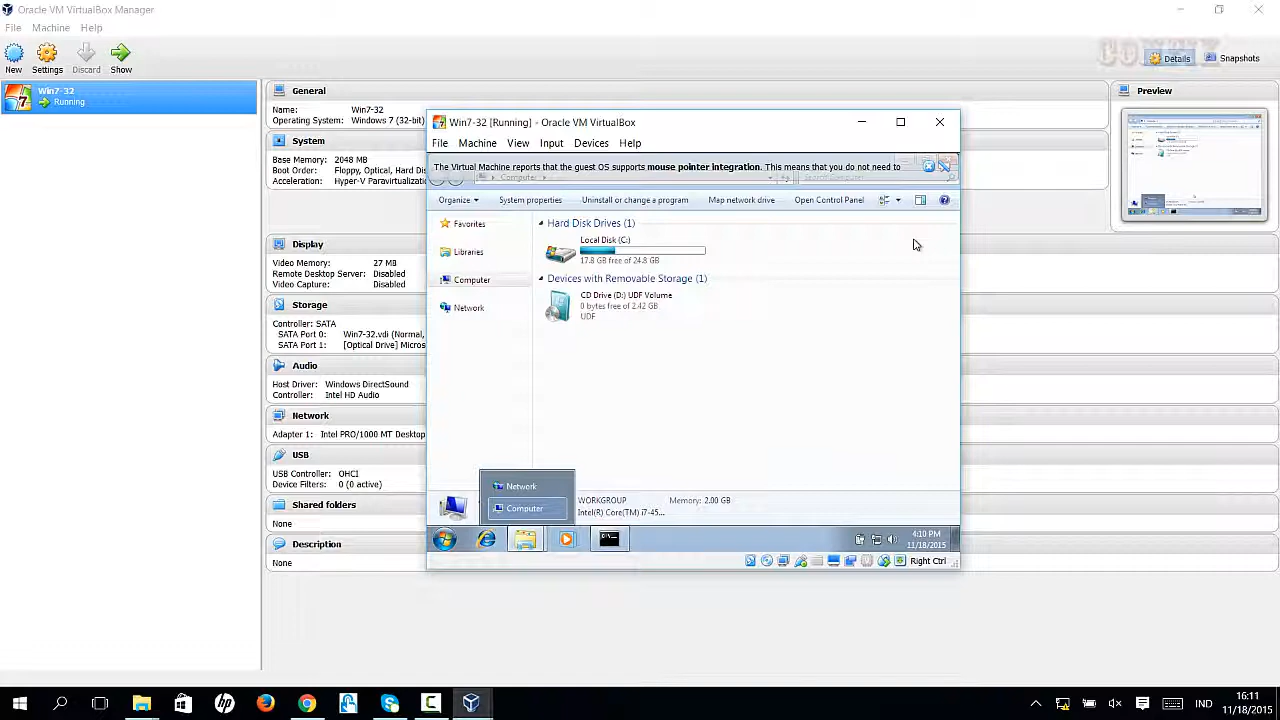 Oracle VM VirtualBox Manager
File Machine Help
New Settings Discard Show
Details Snapshots
Win7-32
Running
General
Name: Win7-32
Operating System: Windows 7 (32-bit)
System
Base Memory: 2048 MB
Boot Order: Floppy, Optical, Hard Dis
Acceleration: Hyper-V Paravirtualizatio
Display
Video Memory: 27 MB
Remote Desktop Server: Disabled
Video Capture: Disabled
Storage
Controller: SATA
SATA Port 0: Win7-32.vdi (Normal,
SATA Port 1: [Optical Drive] Micros
Audio
Host Driver: Windows DirectSound
Controller: Intel HD Audio
Network
Adapter 1: Intel PRO/1000 MT Desktop
USB
USB Controller: OHCI
Device Filters: 0 (0 active)
Shared folders
None
Description
None
Preview
Win7-32 [Running] - Oracle VM VirtualBox
File Machine View Input Devices Help
The Virtual Machine reports that the guest OS supports mouse pointer integration. This means that you do not need to
Computer
Search Computer
Organize System properties Uninstall or change a program Map network drive Open Control Panel
Favorites
Libraries
Computer
Network
Hard Disk Drives (1)
Local Disk (C:)
17.8 GB free of 24.8 GB
Devices with Removable Storage (1)
CD Drive (D:) UDF Volume
0 bytes free of 2.42 GB
UDF
Network
Computer
WORKGROUP Memory: 2.00 GB
Intel(R) Core(TM) i7-45...
4:10 PM
11/18/2015
Right Ctrl
IND
16:11
11/18/2015